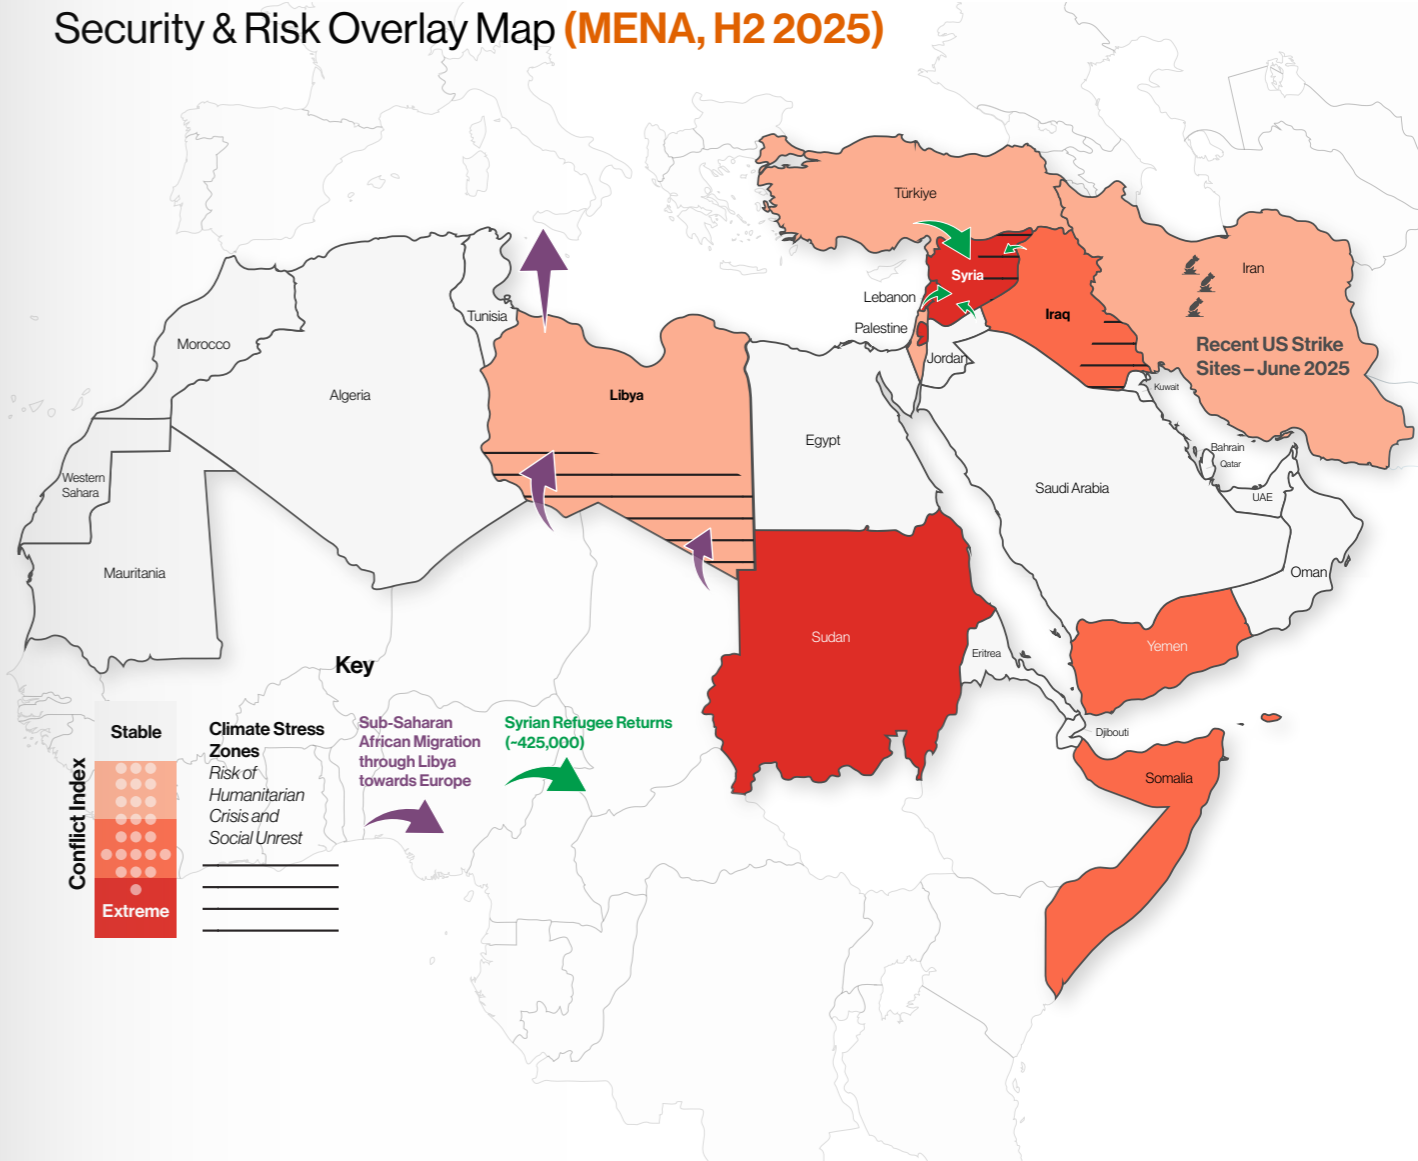 Security & Risk Overlay Map (MENA, H2 2025)
Türkiye
Syria
Iran
Lebanon
Palestine
Iraq
Jordan
Recent US Strike
Sites – June 2025
Tunisia
Morocco
Algeria
Libya
Egypt
Kuwait
Bahrain
Qatar
UAE
Saudi Arabia
Oman
Western
Sahara
Mauritania
Sudan
Eritrea
Yemen
Djibouti
Somalia
Key
Conflict Index
Stable
Extreme
Climate Stress
Zones
Risk of
Humanitarian
Crisis and
Social Unrest
Sub-Saharan
African Migration
through Libya
towards Europe
Syrian Refugee Returns
(~425,000)